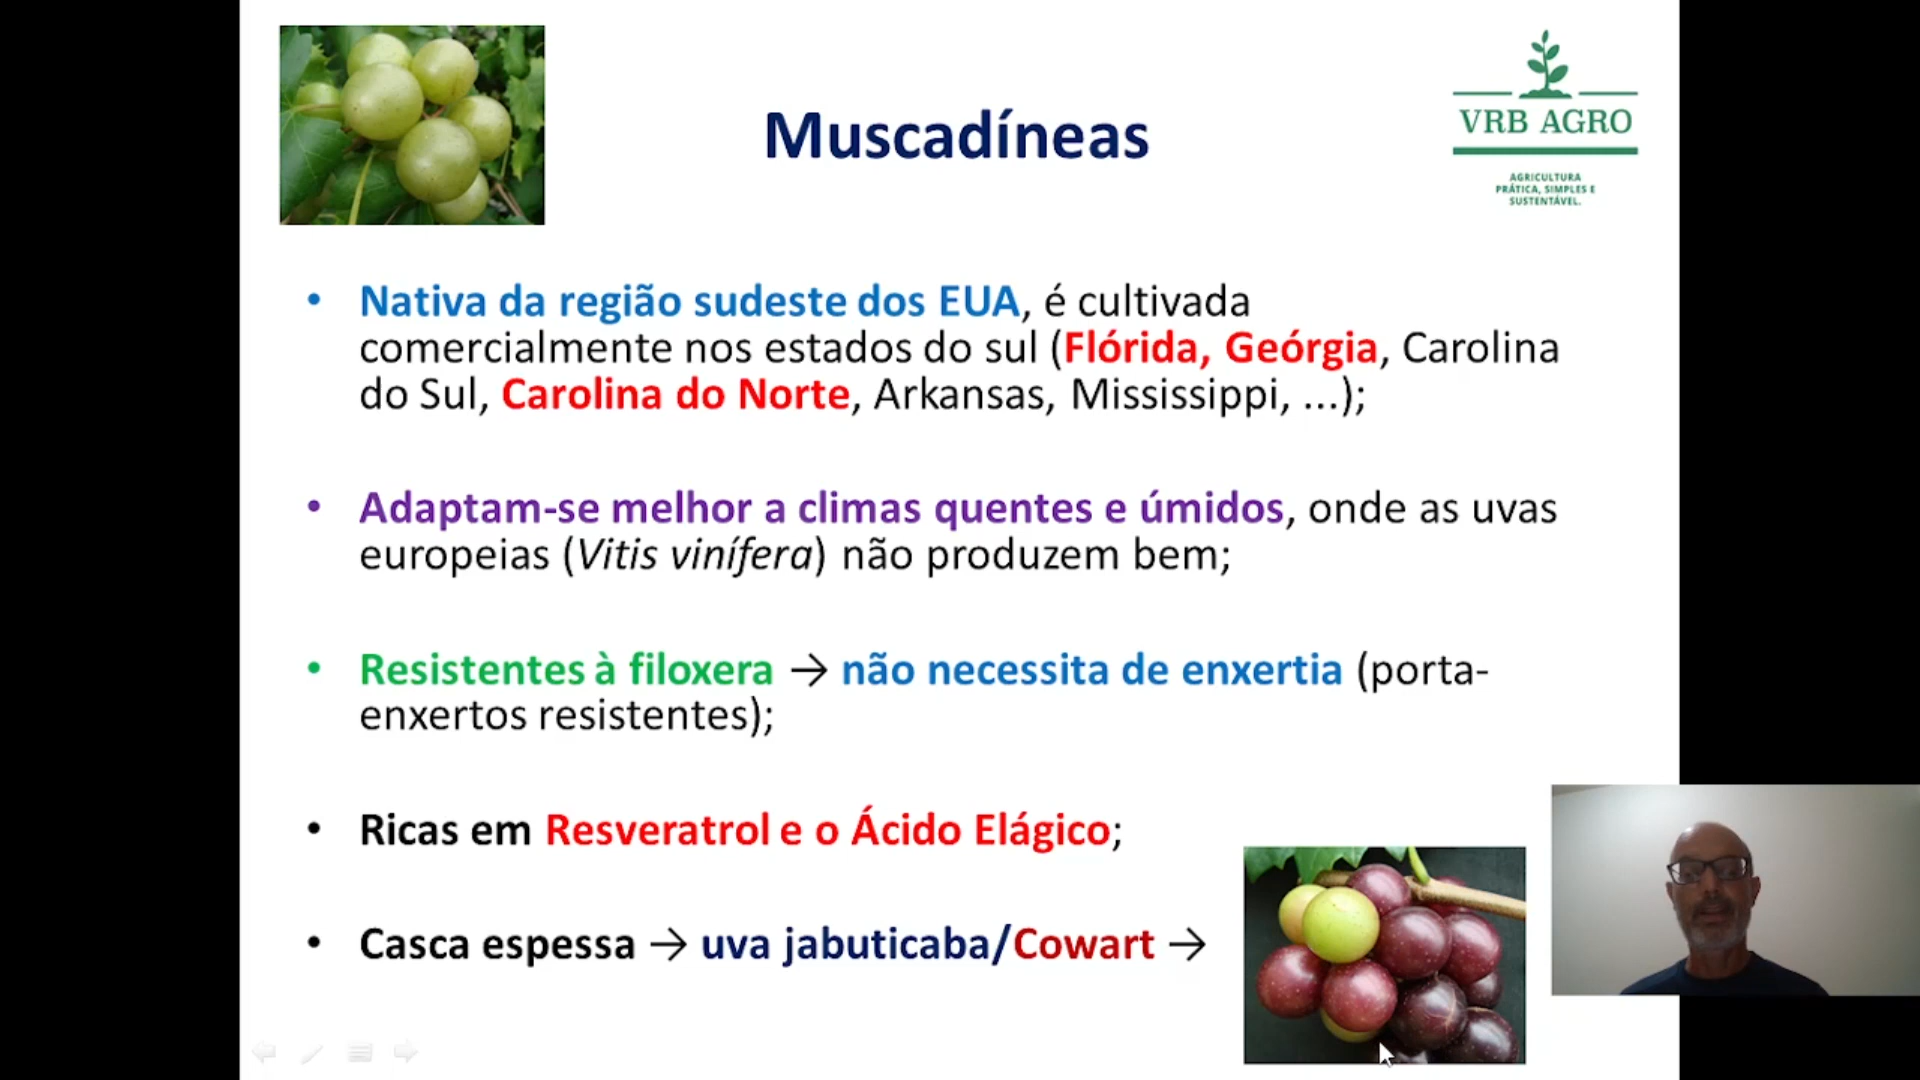 Muscadíneas
VRB AGRO
AGRICULTURA
PRÁTICA, SIMPLES E
SUSTENTÁVEL.
• Nativa da região sudeste dos EUA, é cultivada
comercialmente nos estados do sul (Flórida, Geórgia, Carolina
do Sul, Carolina do Norte, Arkansas, Mississippi, ...);
• Adaptam-se melhor a climas quentes e úmidos, onde as uvas
europeias (Vitis vinífera) não produzem bem;
• Resistentes à filoxera → não necessita de enxertia (porta-
enxertos resistentes);
• Ricas em Resveratrol e o Ácido Elágico;
• Casca espessa → uva jabuticaba/Cowart →